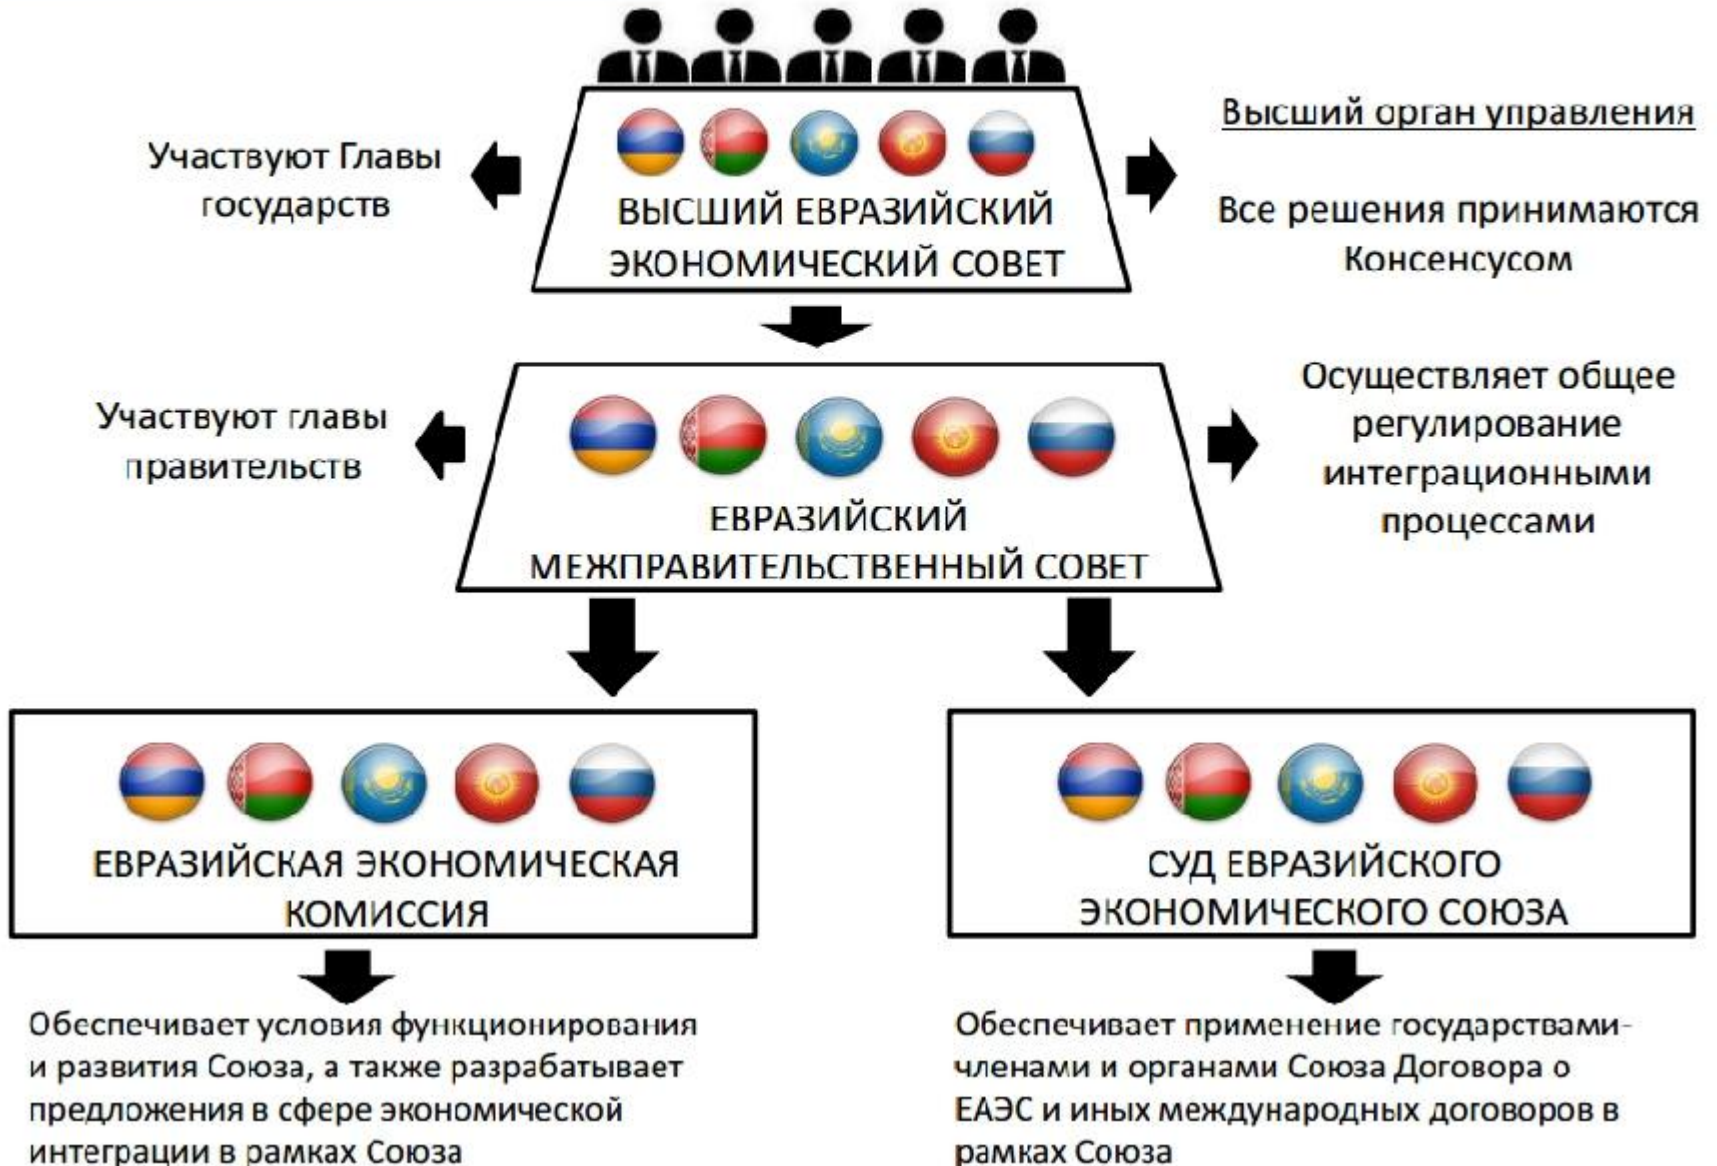 Участвуют Главы
государств
ВЫСШИЙ ЕВРАЗИЙСКИЙ
ЭКОНОМИЧЕСКИЙ СОВЕТ
Высший орган управления
Все решения принимаются
Консенсусом
Участвуют главы
правительств
ЕВРАЗИЙСКИЙ
МЕЖПРАВИТЕЛЬСТВЕННЫЙ СОВЕТ
Осуществляет общее
регулирование
интеграционными
процессами
ЕВРАЗИЙСКАЯ ЭКОНОМИЧЕСКАЯ
КОМИССИЯ
СУД ЕВРАЗИЙСКОГО
ЭКОНОМИЧЕСКОГО СОЮЗА
Обеспечивает условия функционирования
и развития Союза, а также разрабатывает
предложения в сфере экономической
интеграции в рамках Союза
Обеспечивает применение государствами-
членами и органами Союза Договора о
ЕАЭС и иных международных договоров в
рамках Союза